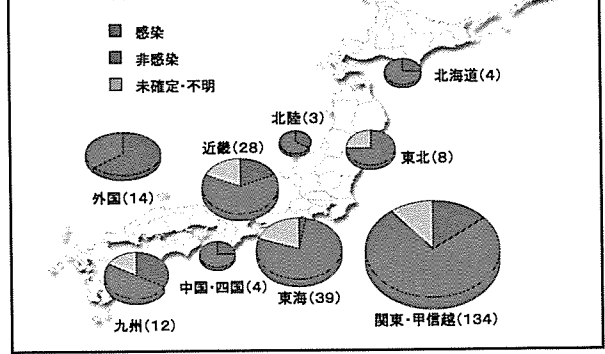 感染
非感染
未確定・不明
北海道(4)
北陸(3)
近畿(28)
東北(8)
外国(14)
中国・四国(4)
東海(39)
関東・甲信越(134)
九州(12)